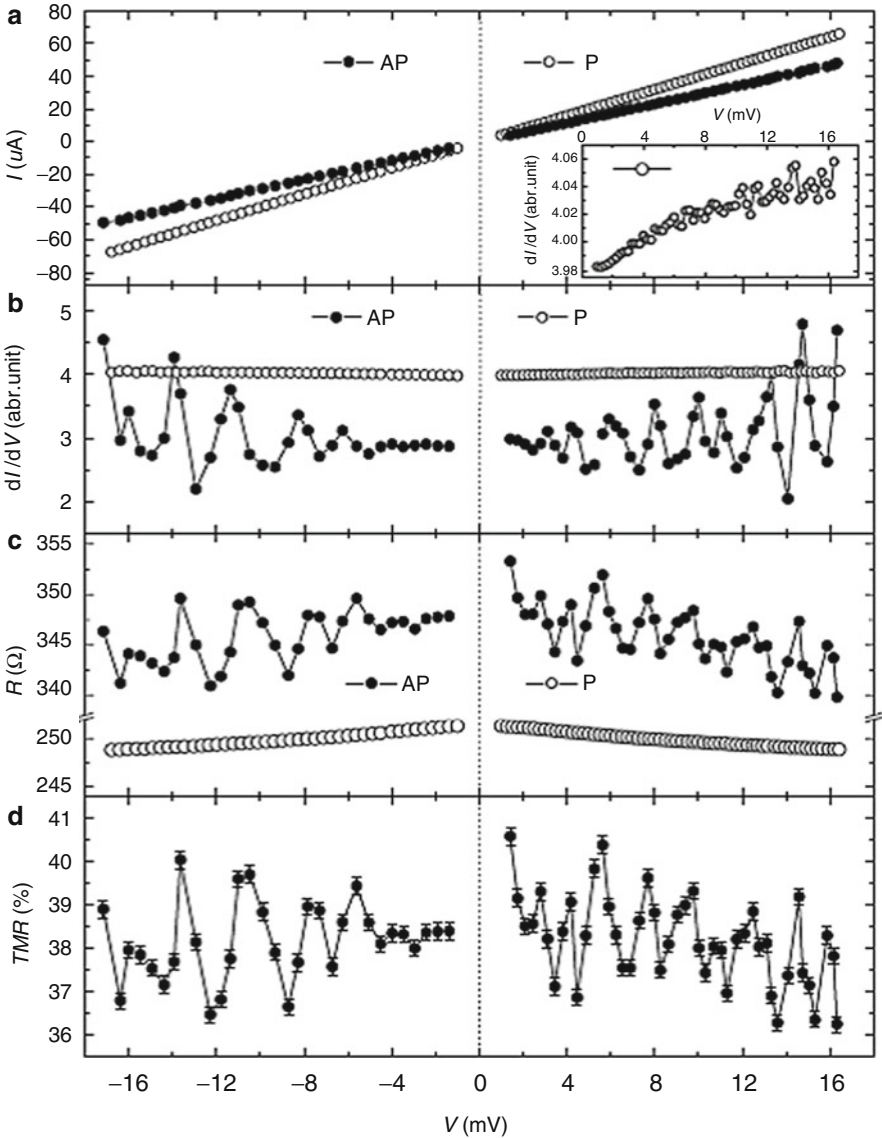 a
80
60
40
20
0
−20
−40
−60
−80
I (uA)
AP
P
V (mV)
0 4 8 12 16
4.06
4.04
4.02
4.00
3.98
dI/dV (abr.unit)
b
5
4
3
2
dI/dV (abr.unit)
AP
P
c
355
350
345
340
250
245
R (Ω)
AP
P
d
41
40
39
38
37
36
TMR (%)
−16 −12 −8 −4 0 4 8 12 16
V (mV)